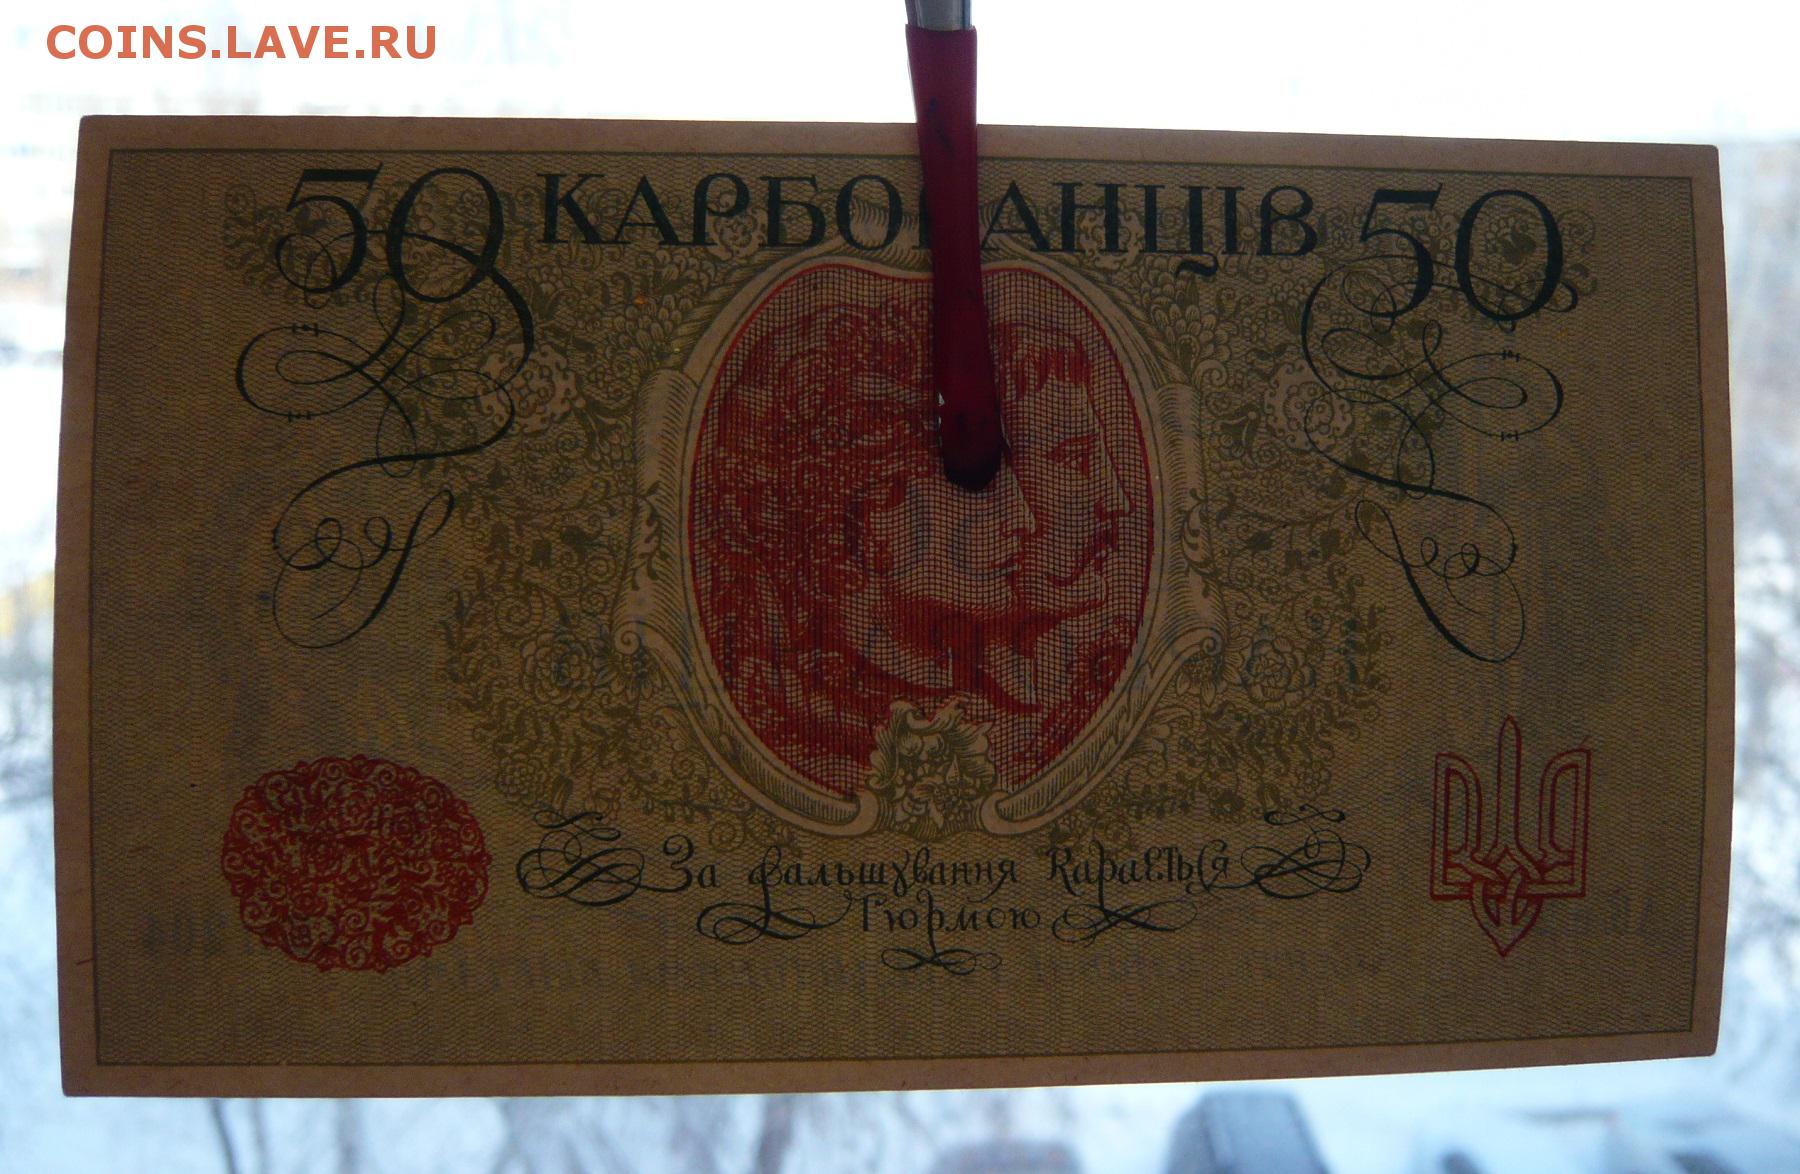 COINS.LAVE.RU
50 КАРБОВАНЦІВ 50
За фальшування карається
тюрмою